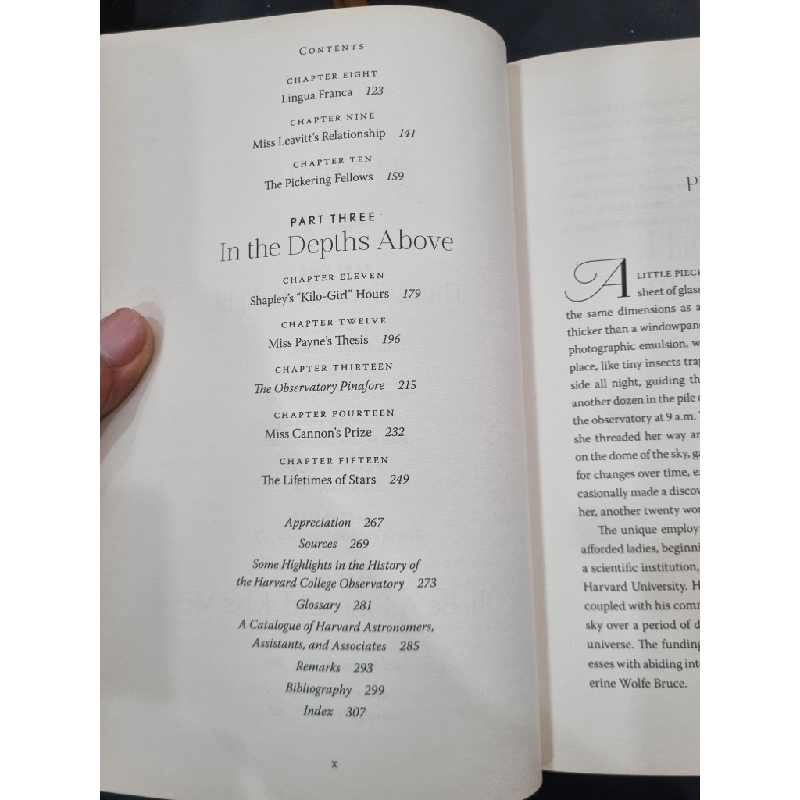 CONTENTS
CHAPTER EIGHT
Lingua Franca 123
CHAPTER NINE
Miss Leavitt's Relationship 141
CHAPTER TEN
The Pickering Fellows 159
PART THREE
In the Depths Above
CHAPTER ELEVEN
Shapley's "Kilo-Girl" Hours 179
CHAPTER TWELVE
Miss Payne's Thesis 196
CHAPTER THIRTEEN
The Observatory Pinafore 215
CHAPTER FOURTEEN
Miss Cannon's Prize 232
CHAPTER FIFTEEN
The Lifetimes of Stars 249
Appreciation 267
Sources 269
Some Highlights in the History of
the Harvard College Observatory 273
Glossary 281
A Catalogue of Harvard Astronomers,
Assistants, and Associates 285
Remarks 293
Bibliography 299
Index 307
x
A LITTLE PIEC
sheet of glass
the same dimensions as a
thicker than a windowpan
photographic emulsion, w
place, like tiny insects trap
side all night, guiding th
another dozen in the pile o
the observatory at 9 a.m.
she threaded her way ar
on the dome of the sky, ga
for changes over time, e
casionally made a discov
her, another twenty wo
The unique employ
afforded ladies, beginni
a scientific institution,
Harvard University. H
coupled with his com
sky over a period of d
universe. The funding
esses with abiding inte
erine Wolfe Bruce.